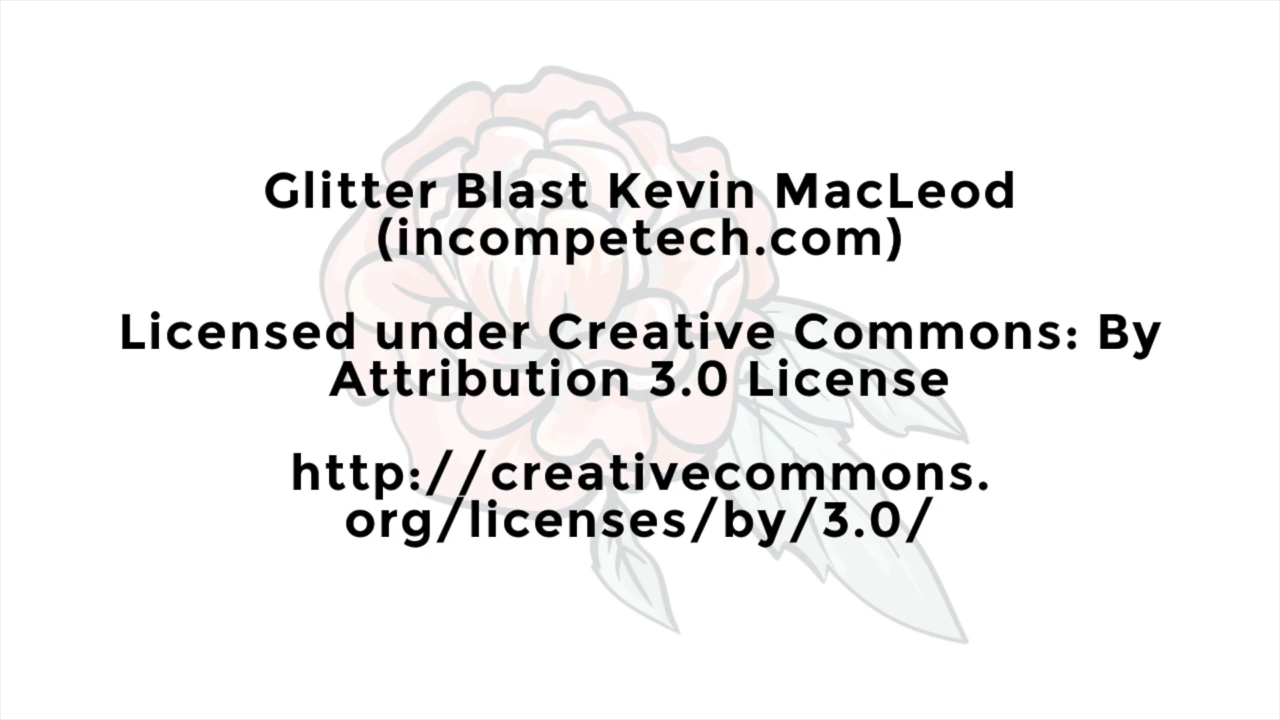 Glitter Blast Kevin MacLeod
(incompetech.com)
Licensed under Creative Commons: By
Attribution 3.0 License
http://creativecommons.
org/licenses/by/3.0/